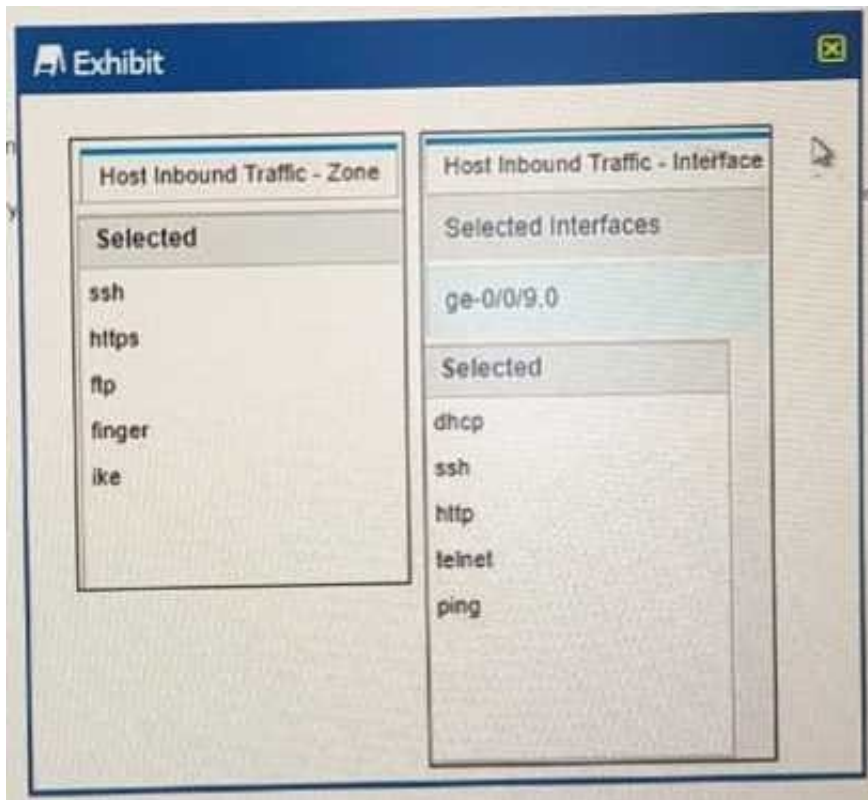 Exhibit
Host Inbound Traffic - Zone
Selected
ssh
https
ftp
finger
ike
Host Inbound Traffic - Interface
Selected Interfaces
ge-0/0/9.0
Selected
dhcp
ssh
http
telnet
ping